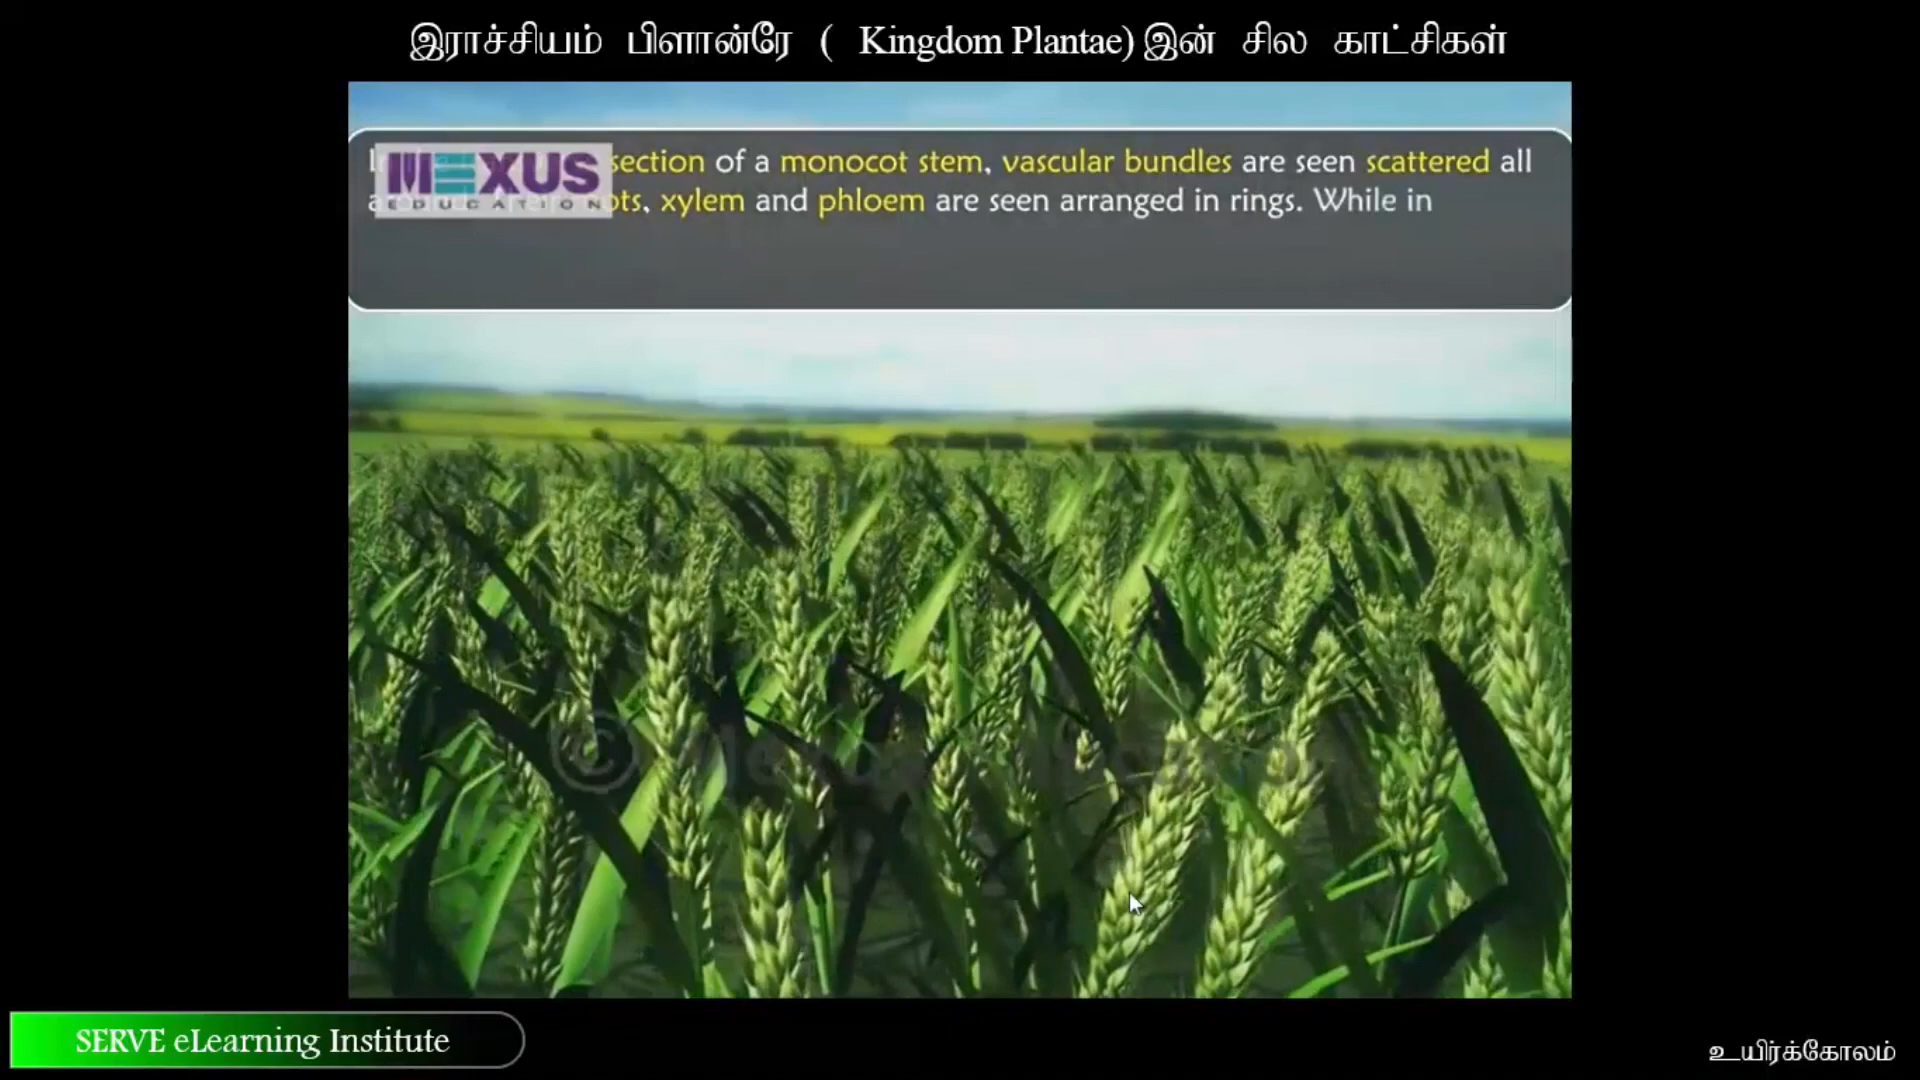 இராச்சியம் பிளான்ரே ( Kingdom Plantae) இன் சில காட்சிகள்
section of a monocot stem, vascular bundles are seen scattered all
xylem and phloem are seen arranged in rings. While in
MEXUS
EDUCATION
SERVE eLearning Institute
உயிர்க்கோலம்